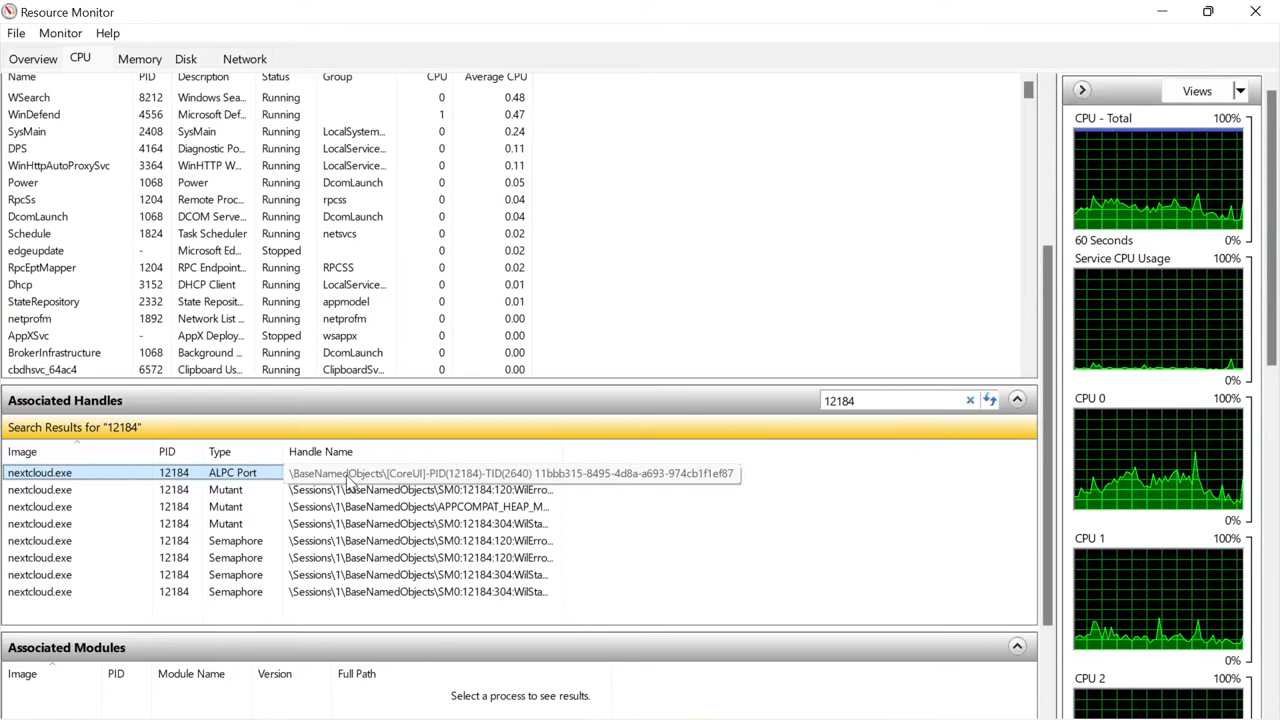 Resource Monitor
File Monitor Help
Overview CPU Memory Disk Network
Name PID Description Status Group CPU Average CPU
WSearch 8212 Windows Sea... Running 0 0.48
WinDefend 4556 Microsoft Def... Running 1 0.47
SysMain 2408 SysMain Running LocalSystem... 0 0.24
DPS 4164 Diagnostic Po... Running LocalService... 0 0.11
WinHttpAutoProxySvc 3364 WinHTTP W... Running LocalService... 0 0.11
Power 1068 Power Running DcomLaunch 0 0.05
RpcSs 1204 Remote Proc... Running rpcss 0 0.04
DcomLaunch 1068 DCOM Serve... Running DcomLaunch 0 0.04
Schedule 1824 Task Scheduler Running netsvcs 0 0.02
edgeupdate - Microsoft Ed... Stopped 0 0.02
RpcEptMapper 1204 RPC Endpoint... Running RPCSS 0 0.02
Dhcp 3152 DHCP Client Running LocalService... 0 0.01
StateRepository 2332 State Reposit... Running appmodel 0 0.01
netprofm 1892 Network List ... Running netprofm 0 0.00
AppXSvc - AppX Deploy... Stopped wsappx 0 0.00
BrokerInfrastructure 1068 Background ... Running DcomLaunch 0 0.00
cbdhsvc_64ac4 6572 Clipboard Us... Running ClipboardSv... 0 0.00
Associated Handles 12184
Search Results for "12184"
Image PID Type Handle Name
nextcloud.exe 12184 ALPC Port \BaseNamedObjects\[CoreUI]-PID(12184)-TID(2640) 11bbb315-8495-4d8a-a693-974cb1f1ef87
nextcloud.exe 12184 Mutant \Sessions\1\BaseNamedObjects\SM0:12184:120:WilErro...
nextcloud.exe 12184 Mutant \Sessions\1\BaseNamedObjects\APPCOMPAT_HEAP_M...
nextcloud.exe 12184 Mutant \Sessions\1\BaseNamedObjects\SM0:12184:304:WilSta...
nextcloud.exe 12184 Semaphore \Sessions\1\BaseNamedObjects\SM0:12184:120:WilErro...
nextcloud.exe 12184 Semaphore \Sessions\1\BaseNamedObjects\SM0:12184:120:WilErro...
nextcloud.exe 12184 Semaphore \Sessions\1\BaseNamedObjects\SM0:12184:304:WilSta...
nextcloud.exe 12184 Semaphore \Sessions\1\BaseNamedObjects\SM0:12184:304:WilSta...
Associated Modules
Image PID Module Name Version Full Path
Select a process to see results.
Views
CPU - Total 100%
60 Seconds 0%
Service CPU Usage 100%
0%
CPU 0 100%
0%
CPU 1 100%
0%
CPU 2 100%